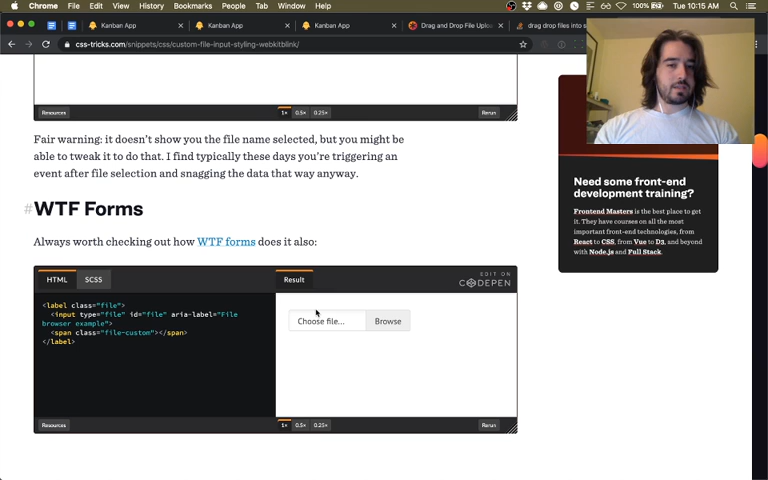 Chrome File Edit View History Bookmarks People Tab Window Help 100% Tue 10:15 AM
Kanban App Kanban App Kanban App Drag and Drop File Uplo drag drop files into
css-tricks.com/snippets/css/custom-file-input-styling-webkitblink/
Resources 1× 0.5× 0.25× Rerun
Fair warning: it doesn't show you the file name selected, but you might be
able to tweak it to do that. I find typically these days you're triggering an
event after file selection and snagging the data that way anyway.
#WTF Forms
Always worth checking out how WTF forms does it also:
HTML SCSS Result EDIT ON
CODEPEN
<label class="file">
<input type="file" id="file" aria-label="File
browser example">
<span class="file-custom"></span>
</label>
Choose file... Browse
Resources 1× 0.5× 0.25× Rerun
Need some front-end
development training?
Frontend Masters is the best place to get
it. They have courses on all the most
important front-end technologies, from
React to CSS, from Vue to D3, and beyond
with Node.js and Full Stack.